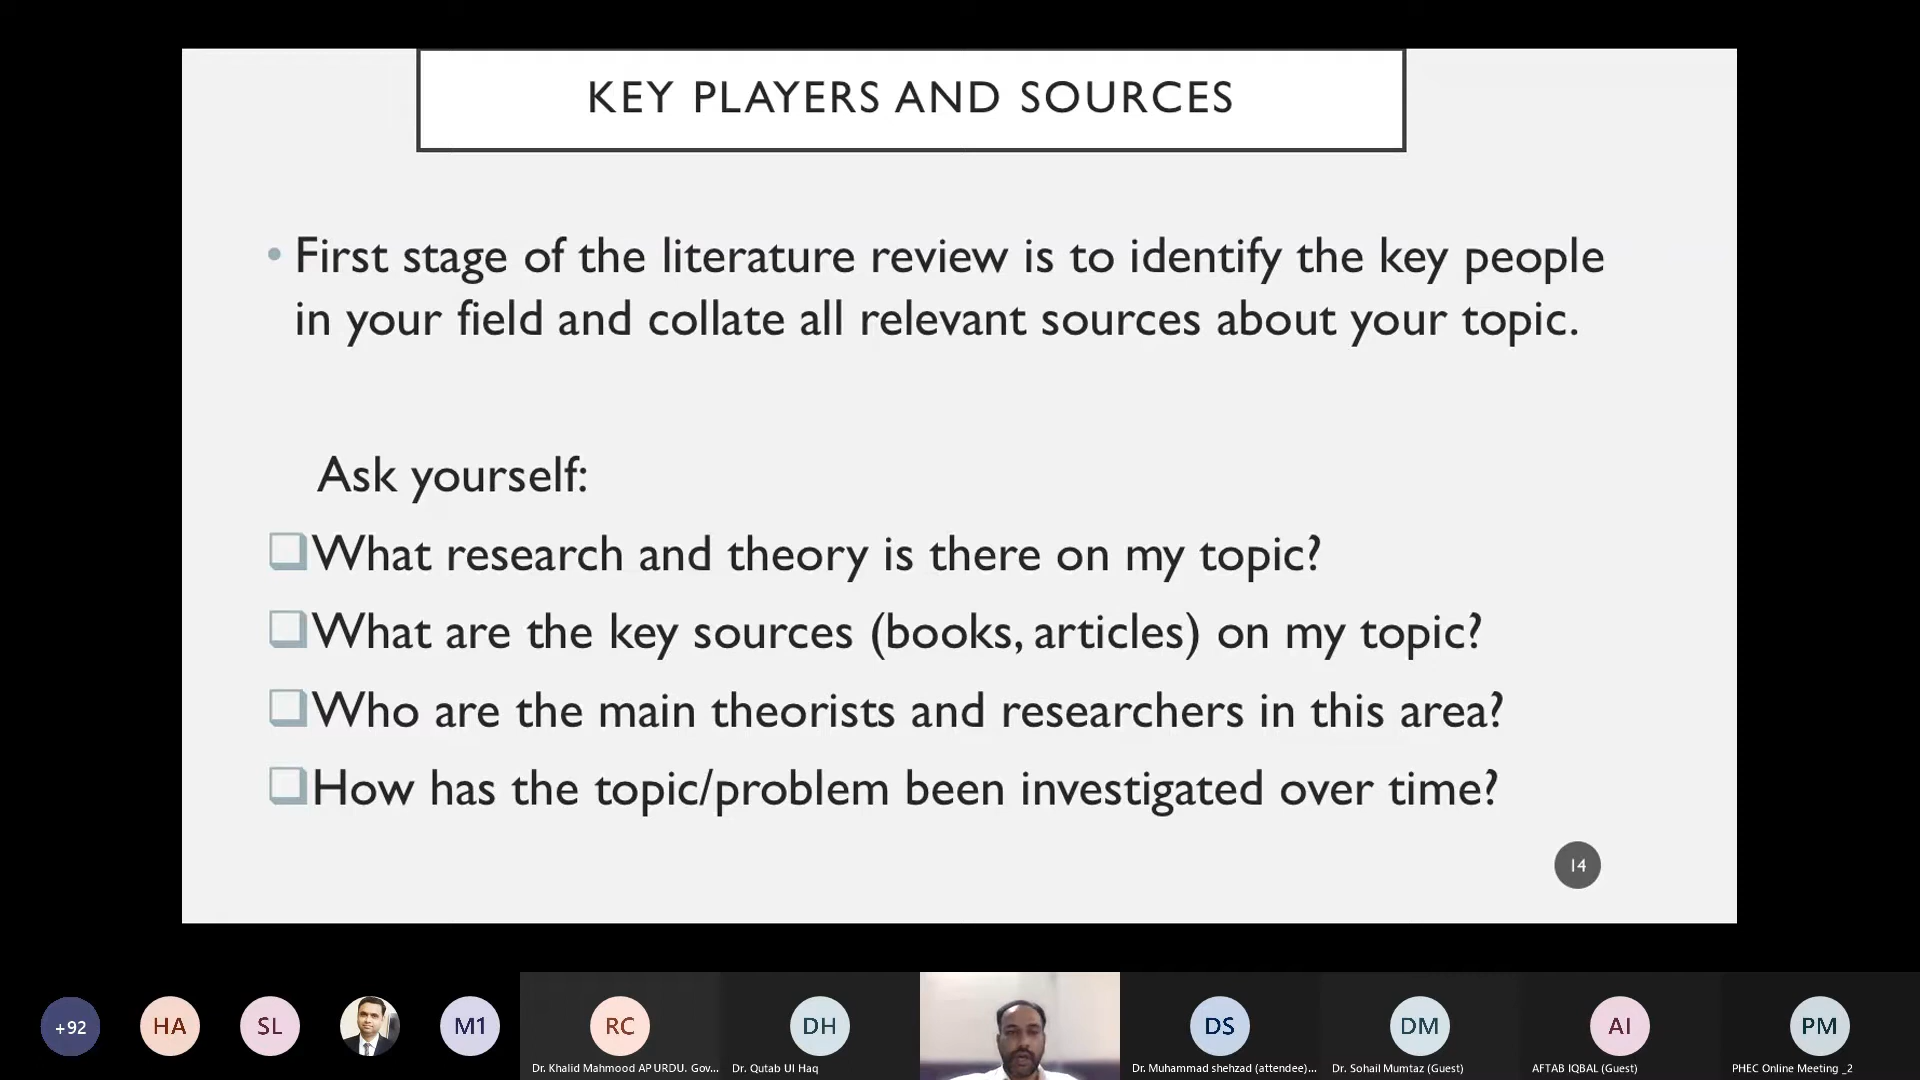 KEY PLAYERS AND SOURCES
• First stage of the literature review is to identify the key people
in your field and collate all relevant sources about your topic.
Ask yourself:
❑What research and theory is there on my topic?
❑What are the key sources (books, articles) on my topic?
❑Who are the main theorists and researchers in this area?
❑How has the topic/problem been investigated over time?
14
+92
HA
SL
M1
RC
DH
DS
DM
AI
PM
Dr. Khalid Mahmood AP URDU. Gov...
Dr. Qutab Ul Haq
Dr. Muhammad shehzad (attendee)...
Dr. Sohail Mumtaz (Guest)
AFTAB IQBAL (Guest)
PHEC Online Meeting _2